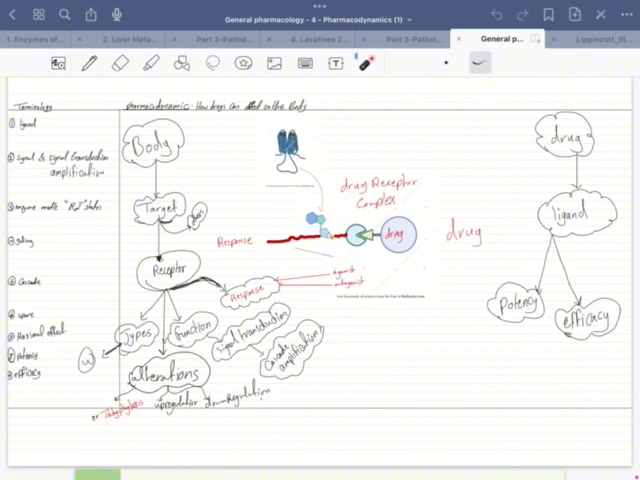 General pharmacology - 4 - Pharmacodynamics (1)
1. Enzymes of...
2. Liver Meta...
Part 3-Pathol...
4. Laxatives 2...
Part 3-Pathol...
General p...
Lippincott_Ill...
Terminology
pharmacodynamic: How drugs can act on the Body
① ligand
② signal & signal transduction
amplification
③ enzyme mode "R" states
④ gating
⑤ Cascade
⑥ spare
⑦ Maximal effect
⑧ potency
⑨ efficacy
Body
Target
Receptor
Response
agonist
antagonist
Types
function
signal transduction
Cascade amplification
alterations
or Tachyphylaxis
upregulation
downRegulation
drug Receptor
Complex
Response
drug
drug
drug
ligand
Potency
efficacy